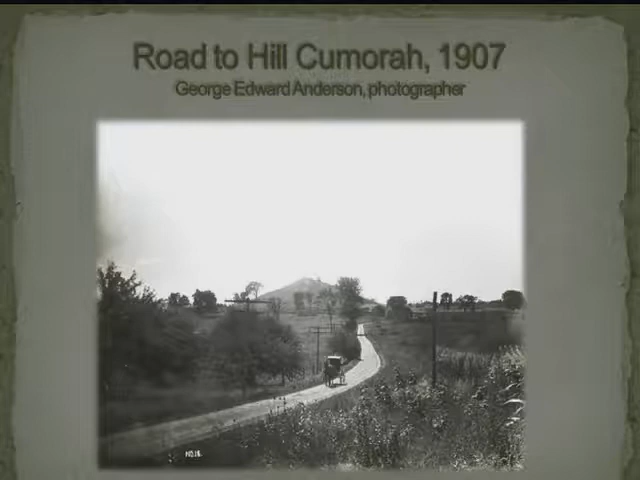 Road to Hill Cumorah, 1907
George Edward Anderson, photographer